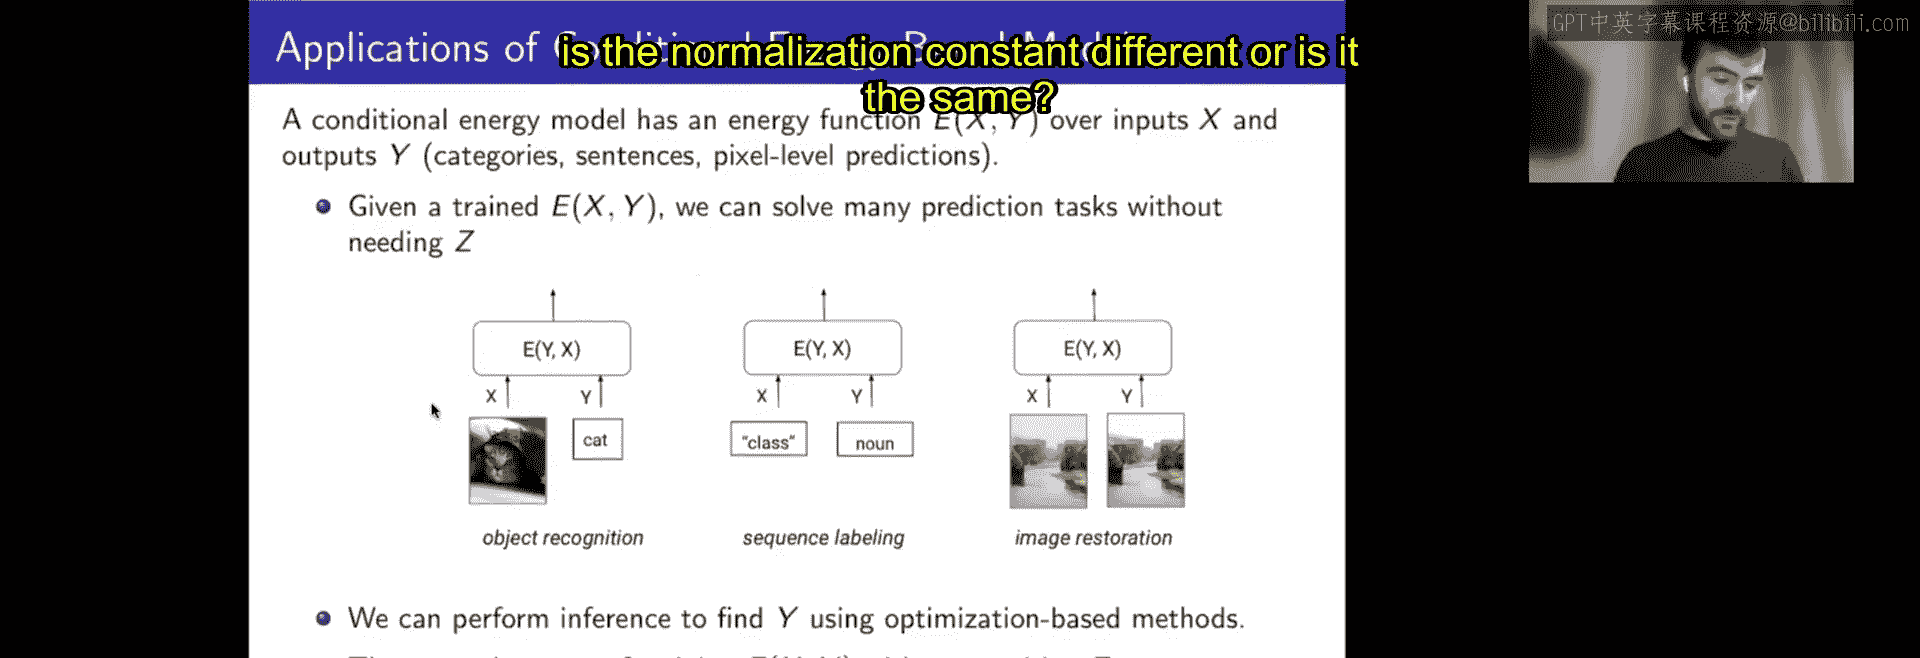 Applications of
is the normalization constant different or is it
the same?
GPT中英字幕课程资源@bilibili.com
A conditional energy model has an energy function E(X, Y) over inputs X and
outputs Y (categories, sentences, pixel-level predictions).
Given a trained E(X, Y), we can solve many prediction tasks without
needing Z
E(Y, X) E(Y, X) E(Y, X)
X Y X Y X Y
cat "class" noun
object recognition sequence labeling image restoration
We can perform inference to find Y using optimization-based methods.